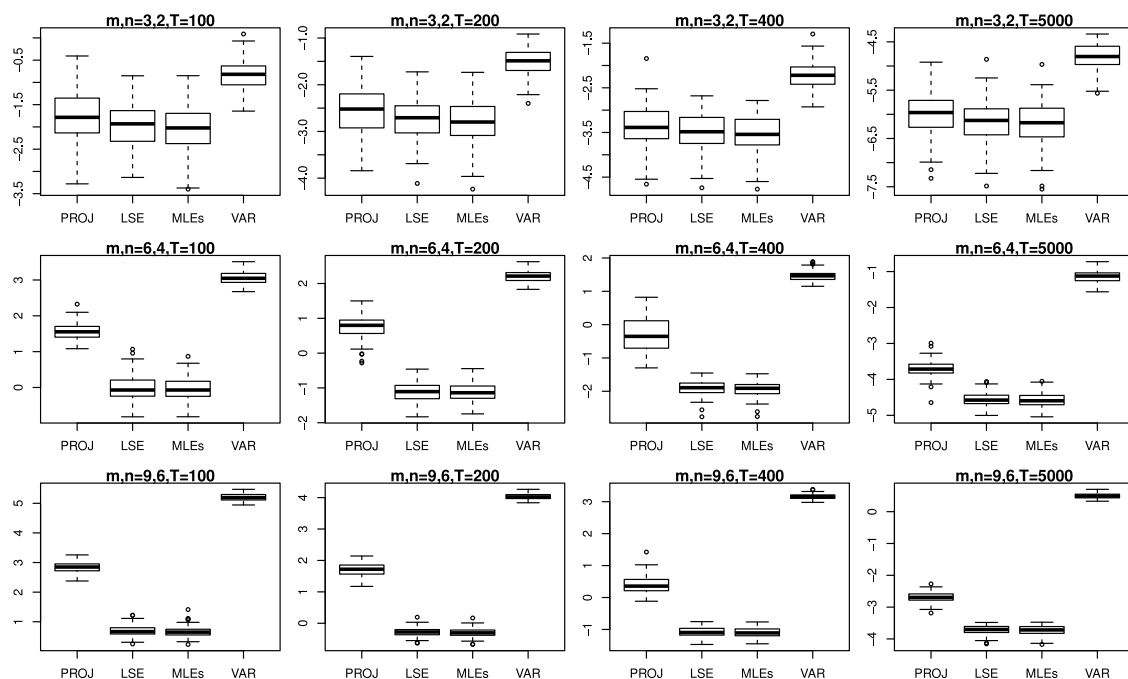 m,n=3,2,T=100
−0.5
−1.5
−2.5
−3.5
PROJ LSE MLEs VAR
m,n=3,2,T=200
−1.0
−2.0
−3.0
−4.0
PROJ LSE MLEs VAR
m,n=3,2,T=400
−1.5
−2.5
−3.5
−4.5
PROJ LSE MLEs VAR
m,n=3,2,T=5000
−4.5
−5.5
−6.5
−7.5
PROJ LSE MLEs VAR
m,n=6,4,T=100
3
2
1
0
PROJ LSE MLEs VAR
m,n=6,4,T=200
2
1
0
−1
−2
PROJ LSE MLEs VAR
m,n=6,4,T=400
2
1
0
−1
−2
PROJ LSE MLEs VAR
m,n=6,4,T=5000
−1
−2
−3
−4
−5
PROJ LSE MLEs VAR
m,n=9,6,T=100
5
4
3
2
1
PROJ LSE MLEs VAR
m,n=9,6,T=200
4
3
2
1
0
PROJ LSE MLEs VAR
m,n=9,6,T=400
3
2
1
0
−1
PROJ LSE MLEs VAR
m,n=9,6,T=5000
0
−1
−2
−3
−4
PROJ LSE MLEs VAR